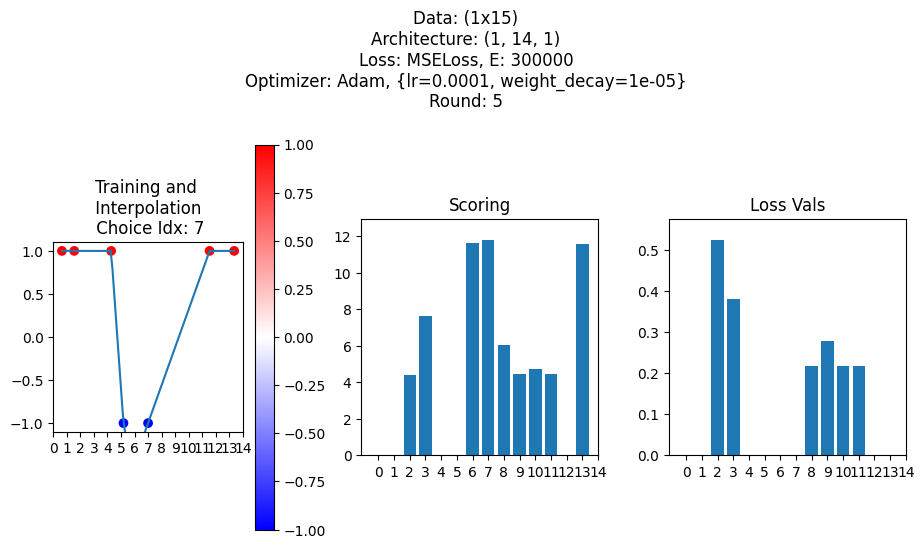 Data: (1x15)
Architecture: (1, 14, 1)
Loss: MSELoss, E: 300000
Optimizer: Adam, {lr=0.0001, weight_decay=1e-05}
Round: 5
Training and
Interpolation
Choice Idx: 7
1.0
0.5
0.0
−0.5
−1.0
0 1 2 3 4 5 6 7 8 9 10 11 12 13 14
1.00
0.75
0.50
0.25
0.00
−0.25
−0.50
−0.75
−1.00
Scoring
12
10
8
6
4
2
0
0 1 2 3 4 5 6 7 8 9 10 11 12 13 14
Loss Vals
0.5
0.4
0.3
0.2
0.1
0.0
0 1 2 3 4 5 6 7 8 9 10 11 12 13 14